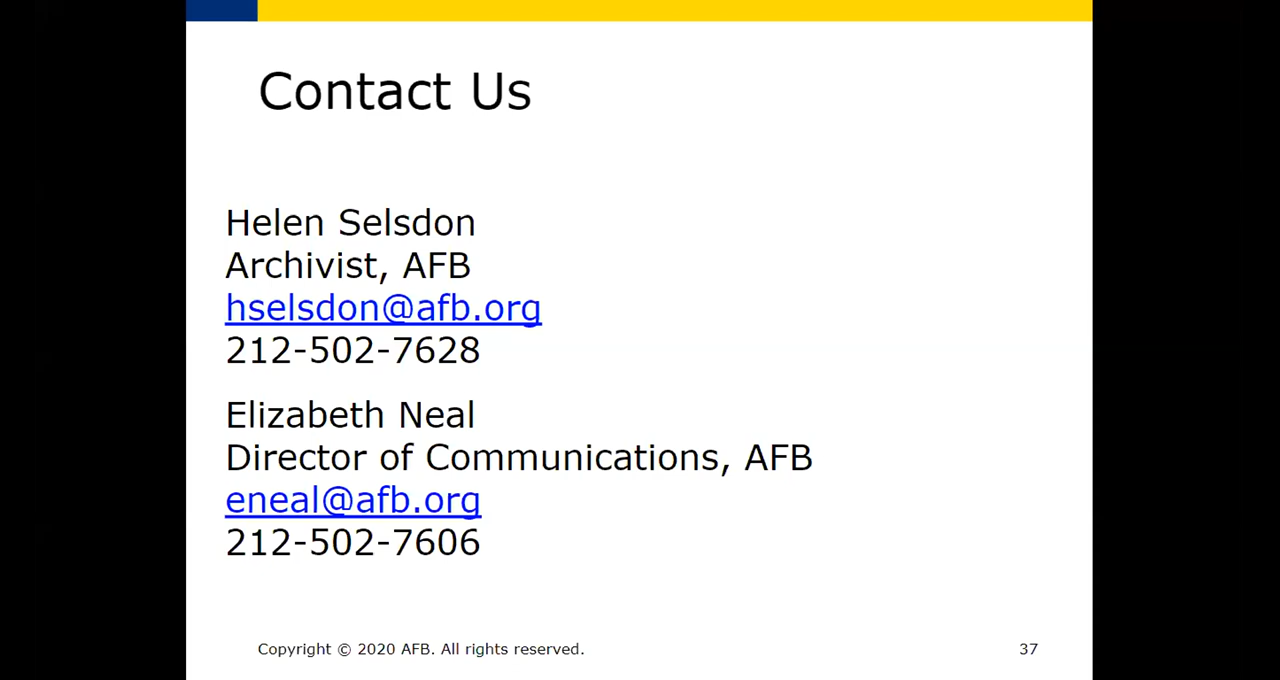 Contact Us
Helen Selsdon
Archivist, AFB
hselsdon@afb.org
212-502-7628
Elizabeth Neal
Director of Communications, AFB
eneal@afb.org
212-502-7606
Copyright © 2020 AFB. All rights reserved.
37